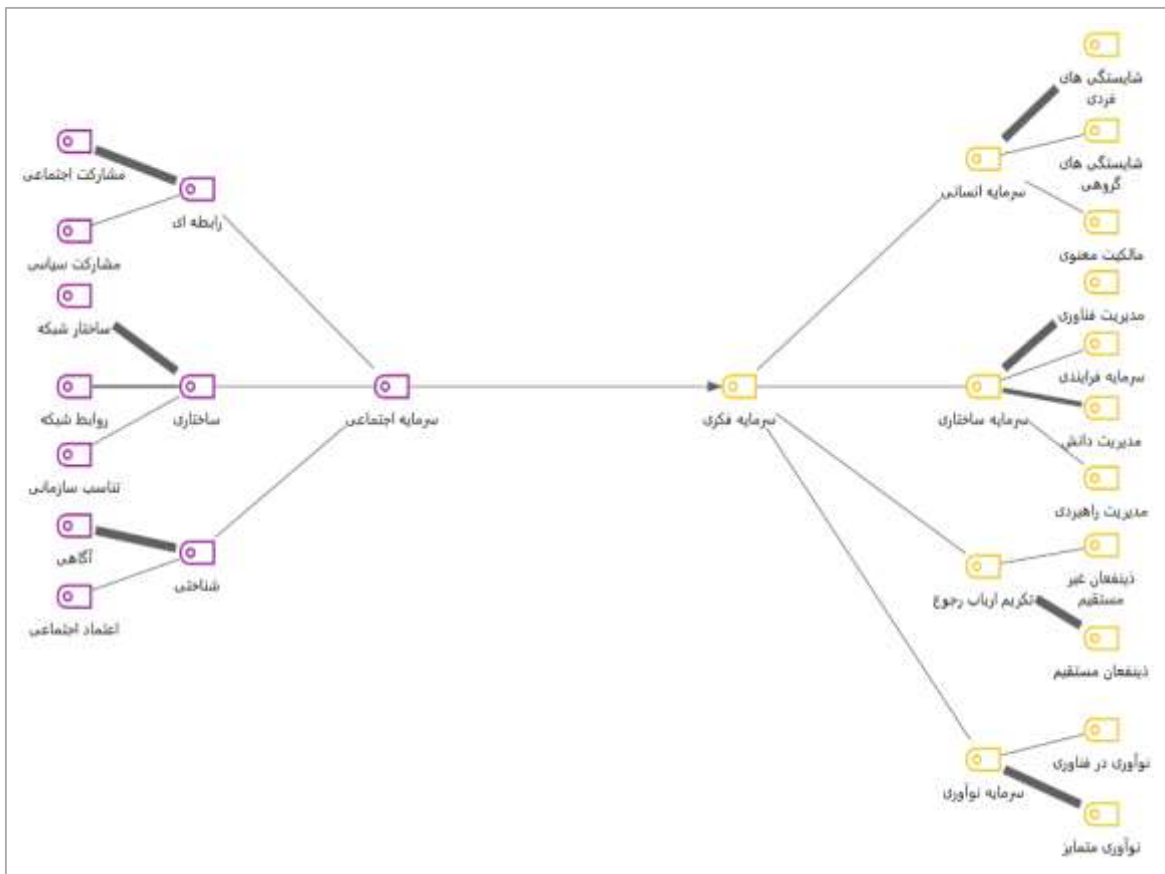 شایستگی های
فردی
شایستگی های
گروهی
سرمایه انسانی
مالکیت معنوی
مدیریت فناوری
سرمایه فرایندی
سرمایه ساختاری
مدیریت دانش
مدیریت راهبردی
ذینفعان غیر
مستقیم
تکریم ارباب رجوع
ذینفعان مستقیم
نوآوری در فناوری
سرمایه نوآوری
نوآوری متمایز
سرمایه فکری
سرمایه اجتماعی
رابطه ای
مشارکت اجتماعی
مشارکت سیاسی
ساختاری
ساختار شبکه
روابط شبکه
تناسب سازمانی
شناختی
آگاهی
اعتماد اجتماعی